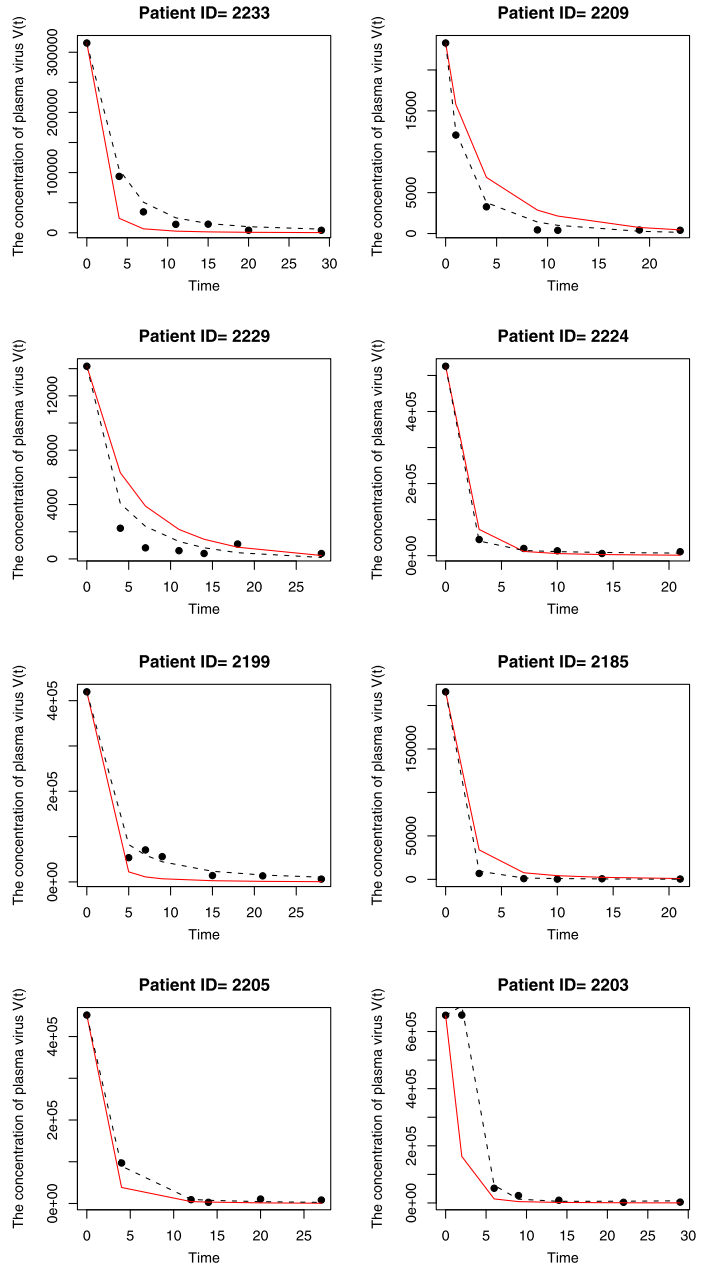 Patient ID= 2233
The concentration of plasma virus V(t)
0 100000 200000 300000
0 5 10 15 20 25 30
Time
Patient ID= 2209
The concentration of plasma virus V(t)
0 5000 15000
0 5 10 15 20
Time
Patient ID= 2229
The concentration of plasma virus V(t)
0 4000 8000 12000
0 5 10 15 20 25
Time
Patient ID= 2224
The concentration of plasma virus V(t)
0e+00 2e+05 4e+05
0 5 10 15 20
Time
Patient ID= 2199
The concentration of plasma virus V(t)
0e+00 2e+05 4e+05
0 5 10 15 20 25
Time
Patient ID= 2185
The concentration of plasma virus V(t)
0 50000 150000
0 5 10 15 20
Time
Patient ID= 2205
The concentration of plasma virus V(t)
0e+00 2e+05 4e+05
0 5 10 15 20 25
Time
Patient ID= 2203
The concentration of plasma virus V(t)
0e+00 2e+05 4e+05 6e+05
0 5 10 15 20 25 30
Time